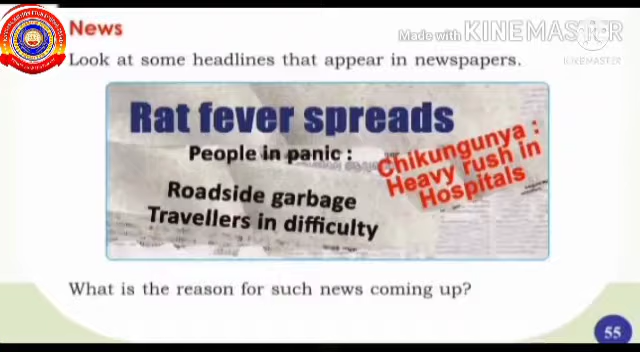 News
Made with KINEMASTER
KINEMASTER
Look at some headlines that appear in newspapers.
Rat fever spreads
People in panic :
Chikungunya :
Heavy rush in
Hospitals
Roadside garbage
Travellers in difficulty
What is the reason for such news coming up?
55